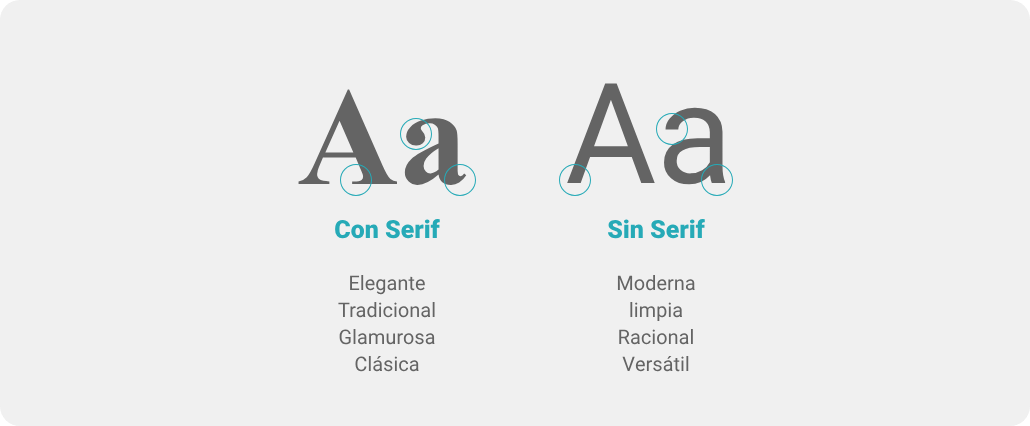 Aa
Aa
Con Serif
Sin Serif
Elegante
Tradicional
Glamurosa
Clásica
Moderna
limpia
Racional
Versátil